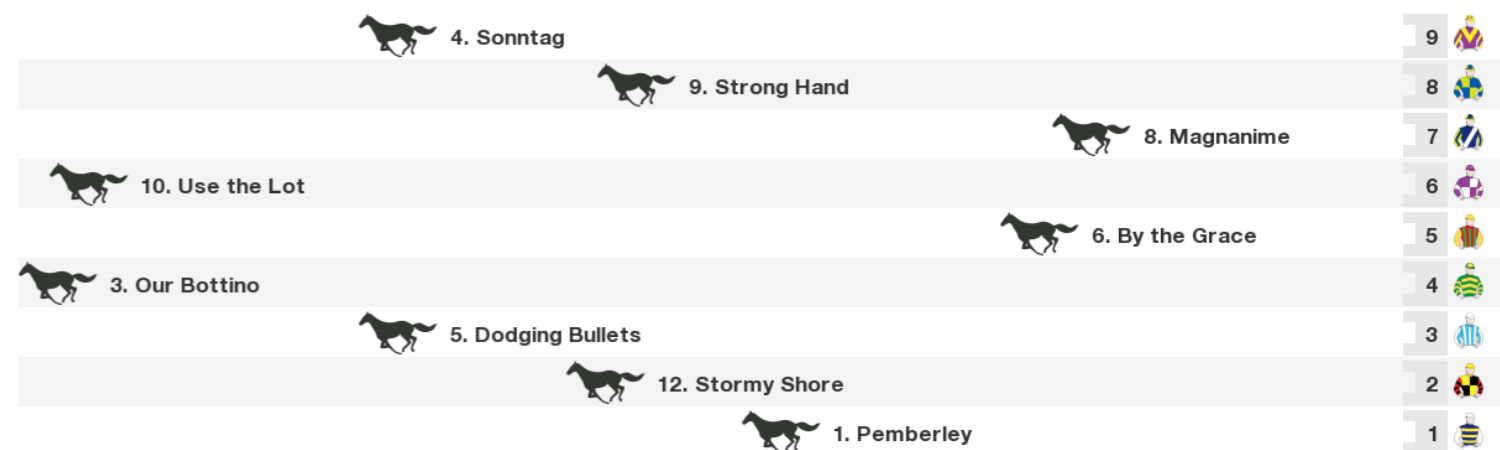 4. Sonntag 9
9. Strong Hand 8
8. Magnanime 7
10. Use the Lot 6
6. By the Grace 5
3. Our Bottino 4
5. Dodging Bullets 3
12. Stormy Shore 2
1. Pemberley 1